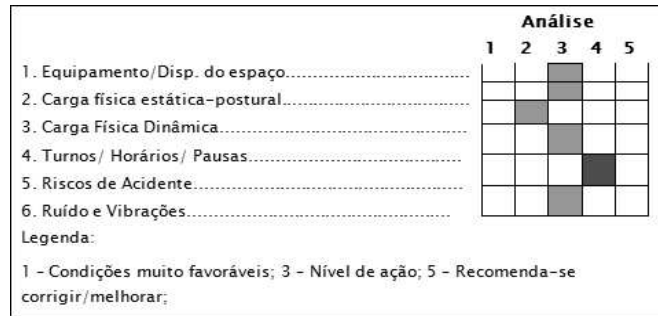 Análise
1 2 3 4 5
1. Equipamento/Disp. do espaço.......................................
2. Carga física estática-postural.......................................
3. Carga Física Dinâmica....................................................
4. Turnos/ Horários/ Pausas.............................................
5. Riscos de Acidente.........................................................
6. Ruído e Vibrações........................................................
Legenda:
1 - Condições muito favoráveis; 3 - Nível de ação; 5 - Recomenda-se
corrigir/melhorar;